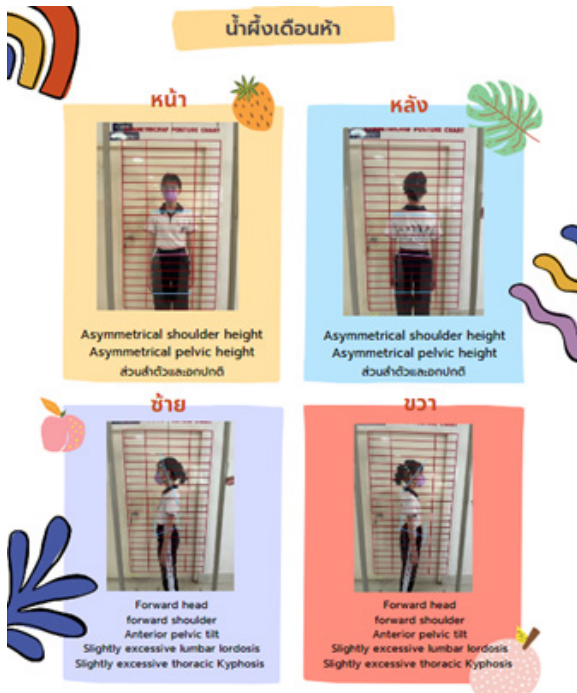 น้ำผึ้งเดือนห้า
หน้า
หลัง
POSTURE CHART
POSTURE CHART
Asymmetrical shoulder height
Asymmetrical pelvic height
ส่วนลำตัวและอกปกติ
Asymmetrical shoulder height
Asymmetrical pelvic height
ส่วนลำตัวและอกปกติ
ซ้าย
ขวา
Forward head
forward shoulder
Anterior pelvic tilt
Slightly excessive lumbar lordosis
Slightly excessive thoracic Kyphosis
Forward head
forward shoulder
Anterior pelvic tilt
Slightly excessive lumbar lordosis
Slightly excessive thoracic Kyphosis